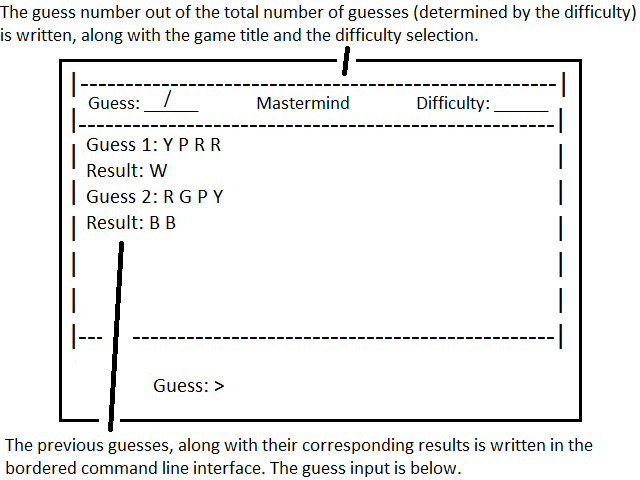 The guess number out of the total number of guesses (determined by the difficulty)
is written, along with the game title and the difficulty selection.
Guess: __/___ Mastermind Difficulty: ______
Guess 1: Y P R R
Result: W
Guess 2: R G P Y
Result: B B
Guess: >
The previous guesses, along with their corresponding results is written in the
bordered command line interface. The guess input is below.